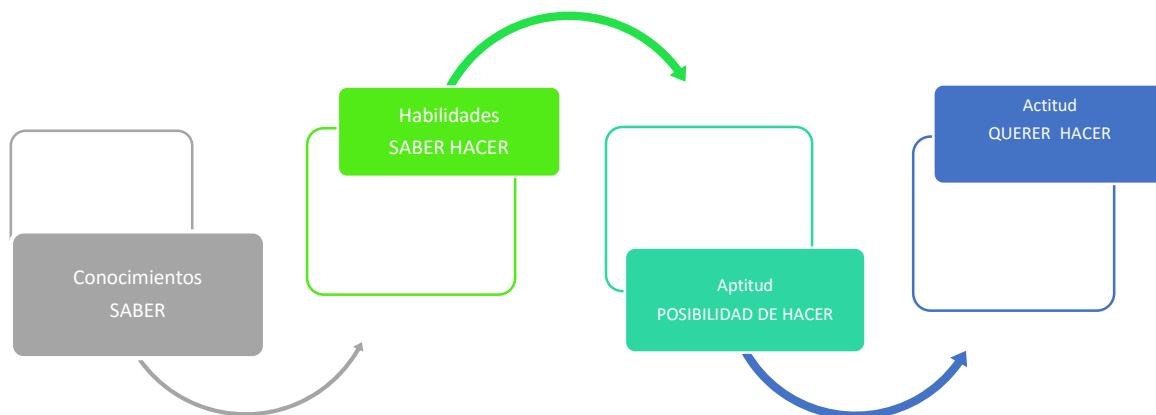 Conocimientos
SABER
Habilidades
SABER HACER
Aptitud
POSIBILIDAD DE HACER
Actitud
QUERER HACER